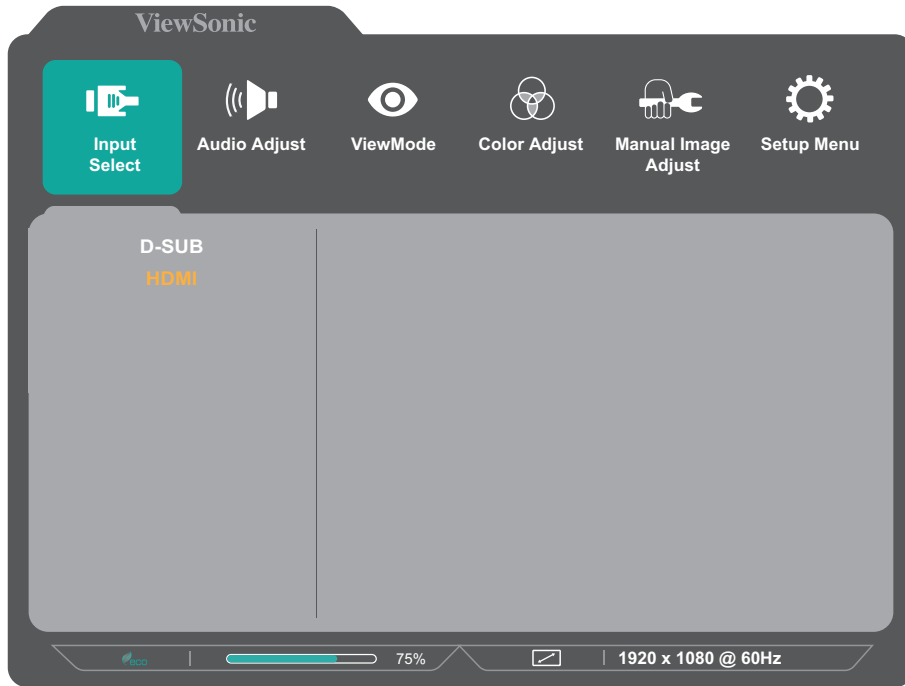 ViewSonic
Input
Select
Audio Adjust
ViewMode
Color Adjust
Manual Image
Adjust
Setup Menu
D-SUB
HDMI
eco
75%
1920 x 1080 @ 60Hz